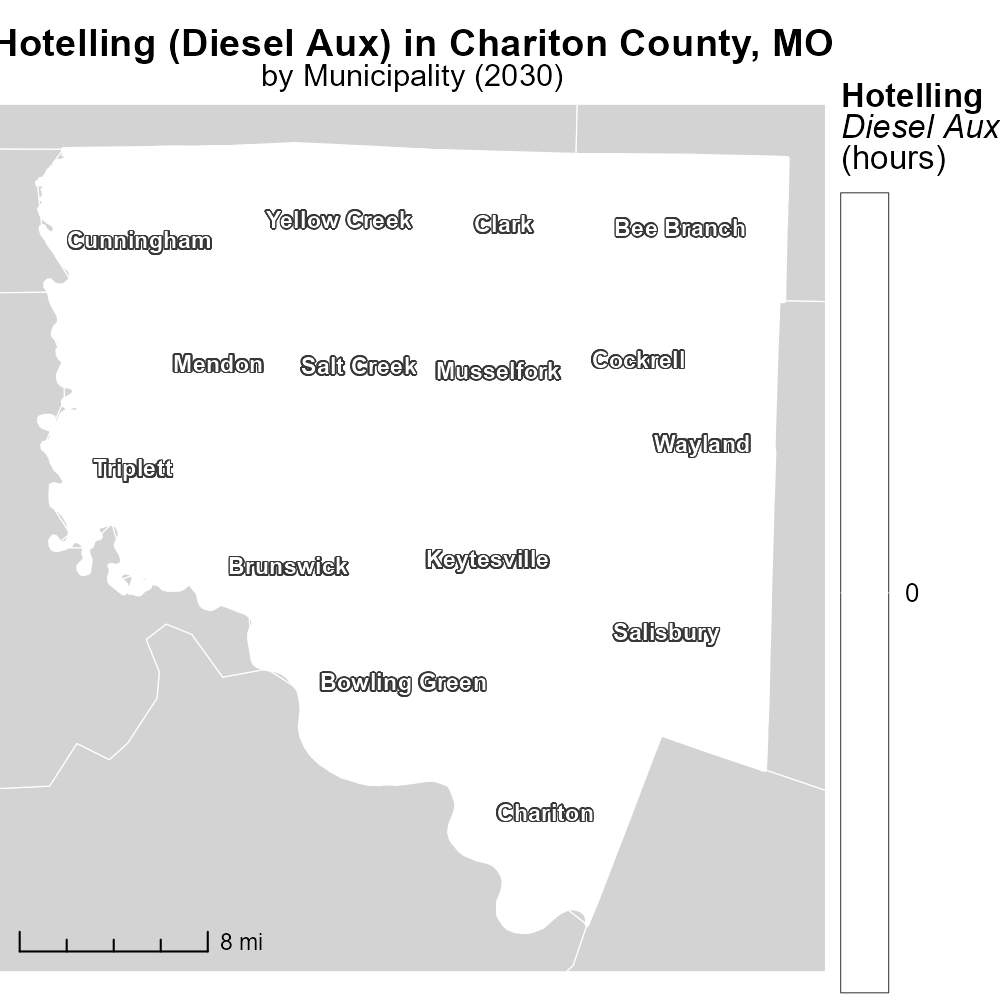 Hotelling (Diesel Aux) in Chariton County, MO
by Municipality (2030)
Hotelling
Diesel Aux
(hours)
0
Cunningham
Yellow Creek
Clark
Bee Branch
Mendon
Salt Creek
Musselfork
Cockrell
Wayland
Triplett
Brunswick
Keytesville
Salisbury
Bowling Green
Chariton
8 mi